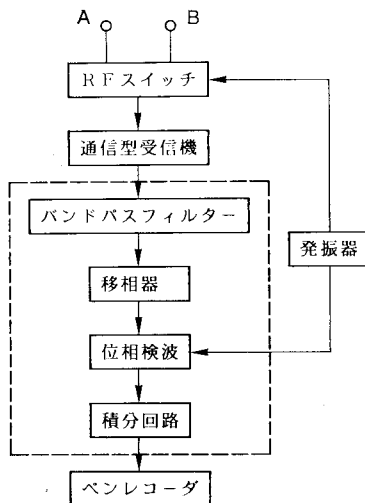 A B
RFスイッチ
通信型受信機
バンドパスフィルター
発振器
移相器
位相検波
積分回路
ペンレコーダ